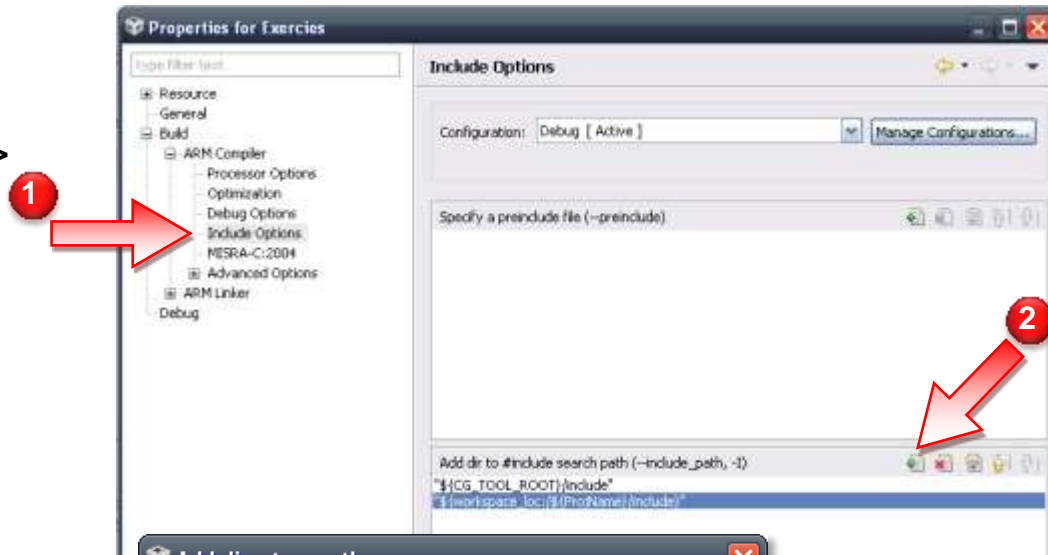 Properties for Exercies
type filter text
Include Options
Resource
General
Build
Configuration: Debug [ Active ] Manage Configurations...
>
ARM Compiler
Processor Options
1
Optimization
Debug Options
Specify a preinclude file (--preinclude)
Include Options
MISRA-C:2004
Advanced Options
ARM Linker
Debug
2
Add dir to #include search path (--include_path, -I)
"${CG_TOOL_ROOT}/include"
"${workspace_loc:/${ProjName}/include}"